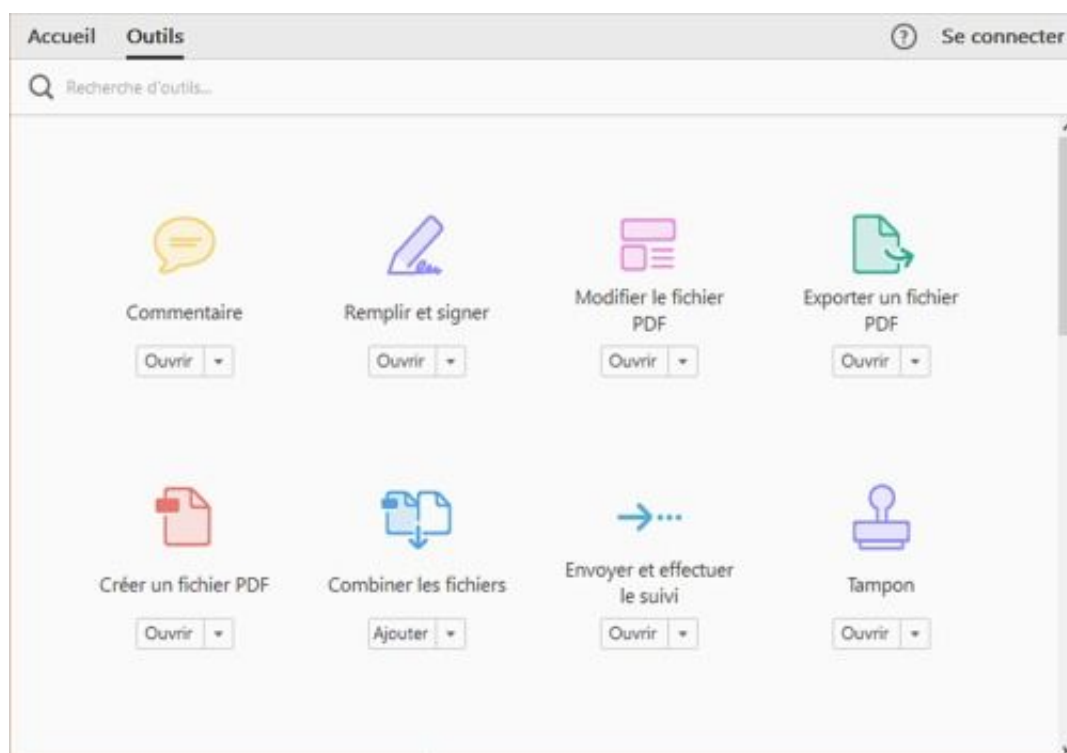 Accueil Outils ? Se connecter
Recherche d'outils...
Commentaire Remplir et signer Modifier le fichier Exporter un fichier
PDF PDF
Ouvrir Ouvrir Ouvrir Ouvrir
Créer un fichier PDF Combiner les fichiers Envoyer et effectuer Tampon
le suivi
Ouvrir Ajouter Ouvrir Ouvrir